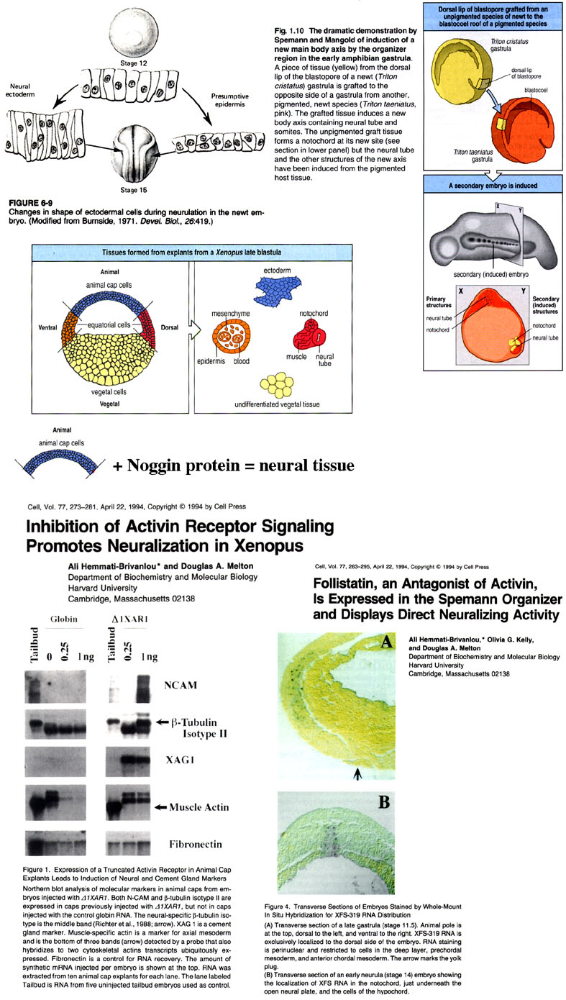 Stage 12
Neural
ectoderm
Presumptive
epidermis
Stage 15
FIGURE 6-9
Changes in shape of ectodermal cells during neurulation in the newt em-
bryo. (Modified from Burnside, 1971. Devel. Biol., 26:419.)
Fig. 1.10 The dramatic demonstration by
Spemann and Mangold of induction of a
new main body axis by the organizer
region in the early amphibian gastrula.
A piece of tissue (yellow) from the dorsal
lip of the blastopore of a newt (Triton
cristatus) gastrula is grafted to the
opposite side of a gastrula from another,
pigmented, newt species (Triton taeniatus,
pink). The grafted tissue induces a new
body axis containing neural tube and
somites. The unpigmented graft tissue
forms a notochord at its new site (see
section in lower panel) but the neural tube
and the other structures of the new axis
have been induced from the pigmented
host tissue.
Dorsal lip of blastopore grafted from an
unpigmented species of newt to the
blastocoel roof of a pigmented species
Triton cristatus
gastrula
dorsal lip
of blastopore
blastocoel
Triton taeniatus
gastrula
A secondary embryo is induced
X
Y
secondary (induced) embryo
X
Y
Primary
structures
neural tube
notochord
Secondary
(induced)
structures
notochord
neural tube
Tissues formed from explants from a Xenopus late blastula
Animal
animal cap cells
Ventral
equatorial cells
Dorsal
vegetal cells
Vegetal
ectoderm
mesenchyme
epidermis
blood
notochord
muscle
neural
tube
undifferentiated vegetal tissue
Animal
animal cap cells
+ Noggin protein = neural tissue
Cell, Vol. 77, 273–281, April 22, 1994, Copyright © 1994 by Cell Press
Inhibition of Activin Receptor Signaling
Promotes Neuralization in Xenopus
Ali Hemmati-Brivanlou* and Douglas A. Melton
Department of Biochemistry and Molecular Biology
Harvard University
Cambridge, Massachusetts 02138
Globin
Δ1XAR1
Tailbud
0
0.25
1ng
Tailbud
0.25
1 ng
NCAM
β-Tubulin
Isotype II
XAG1
Muscle Actin
Fibronectin
Figure 1. Expression of a Truncated Activin Receptor in Animal Cap
Explants Leads to Induction of Neural and Cement Gland Markers
Northern blot analysis of molecular markers in animal caps from em-
bryos injected with Δ1XAR1. Both N-CAM and β-tubulin isotype II are
expressed in caps previously injected with Δ1XAR1, but not in caps
injected with the control globin RNA. The neural-specific β-tubulin iso-
type is the middle band (Richter et al., 1988; arrow). XAG 1 is a cement
gland marker. Muscle-specific actin is a marker for axial mesoderm
and is the bottom of three bands (arrow) detected by a probe that also
hybridizes to two cytoskeletal actins transcripts ubiquitously ex-
pressed. Fibronectin is a control for RNA recovery. The amount of
synthetic mRNA injected per embryo is shown at the top. RNA was
extracted from ten animal cap explants for each lane. The lane labeled
Tailbud is RNA from five uninjected tailbud embryos used as control.
Cell, Vol. 77, 283–295, April 22, 1994, Copyright © 1994 by Cell Press
Follistatin, an Antagonist of Activin,
Is Expressed in the Spemann Organizer
and Displays Direct Neuralizing Activity
Ali Hemmati-Brivanlou,* Olivia G. Kelly,
and Douglas A. Melton
Department of Biochemistry and Molecular Biology
Harvard University
Cambridge, Massachusetts 02138
A
B
Figure 4. Transverse Sections of Embryos Stained by Whole-Mount
In Situ Hybridization for XFS-319 RNA Distribution
(A) Transverse section of a late gastrula (stage 11.5). Animal pole is
at the top, dorsal to the left, and ventral to the right. XFS-319 RNA is
exclusively localized to the dorsal side of the embryo. RNA staining
is perinuclear and restricted to cells in the deep layer, prechordal
mesoderm, and anterior chordal mesoderm. The arrow marks the yolk
plug.
(B) Transverse section of an early neurula (stage 14) embryo showing
the localization of XFS RNA in the notochord, just underneath the
open neural plate, and the cells of the hypochord.